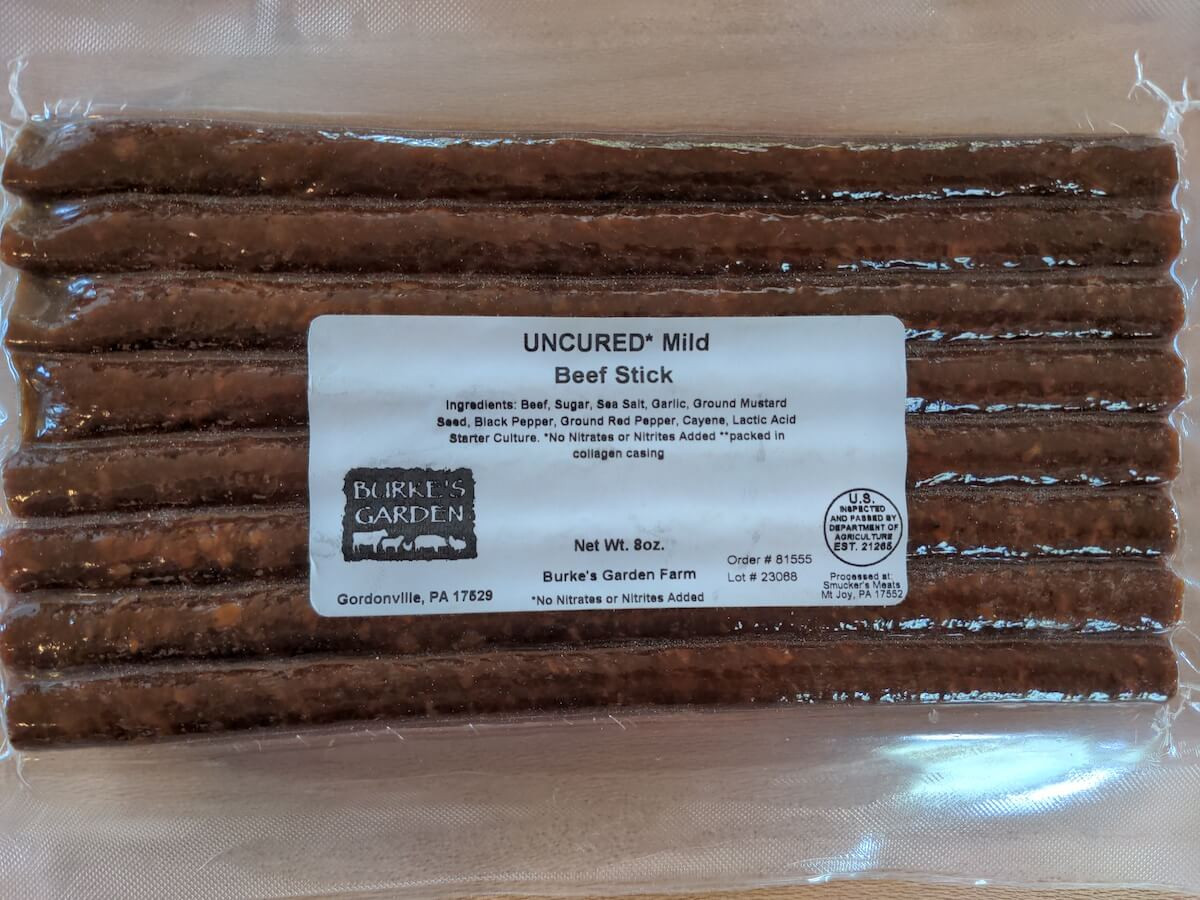 UNCURED* Mild
Beef Stick
Ingredients: Beef, Sugar, Sea Salt, Garlic, Ground Mustard
Seed, Black Pepper, Ground Red Pepper, Cayene, Lactic Acid
Starter Culture. *No Nitrates or Nitrites Added **packed in
collagen casing
BURKE'S
GARDEN
U.S.
INSPECTED
AND PASSED BY
DEPARTMENT OF
AGRICULTURE
EST. 21265
Net Wt. 8oz.
Order # 81555
Burke's Garden Farm
Lot # 23068
Processed at:
Smucker's Meats
Mt Joy, PA 17552
Gordonville, PA 17529
*No Nitrates or Nitrites Added